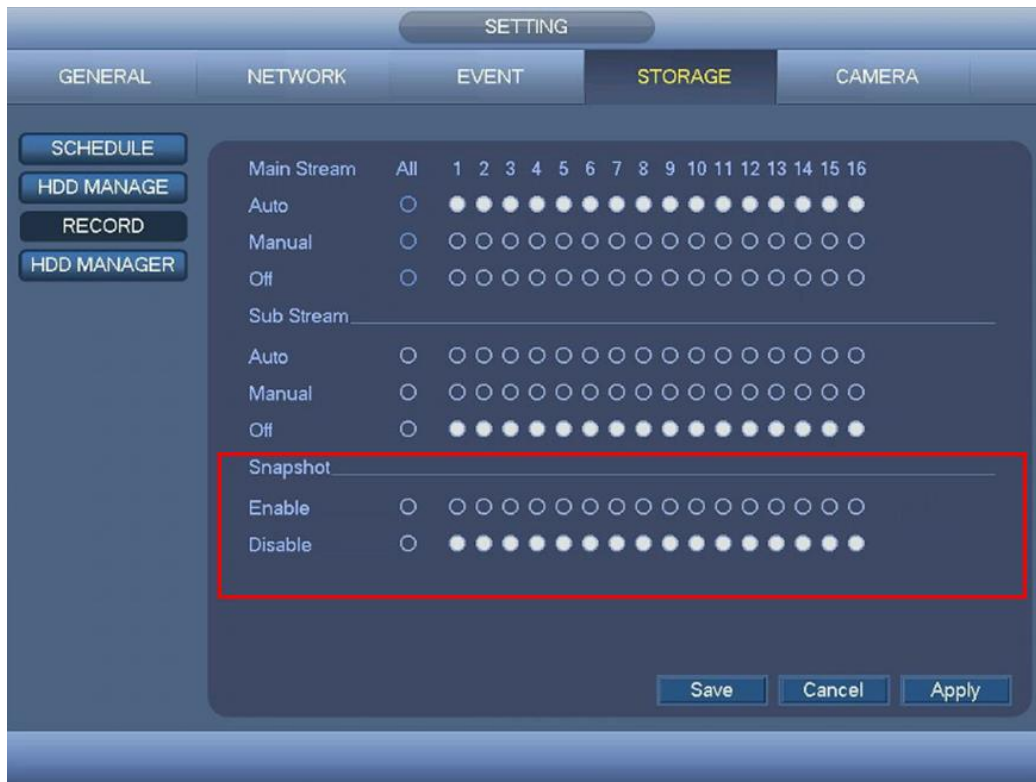 SETTING
GENERAL NETWORK EVENT STORAGE CAMERA
SCHEDULE
HDD MANAGE
RECORD
HDD MANAGER
Main Stream All 1 2 3 4 5 6 7 8 9 10 11 12 13 14 15 16
Auto
Manual
Off
Sub Stream
Auto
Manual
Off
Snapshot
Enable
Disable
Save Cancel Apply